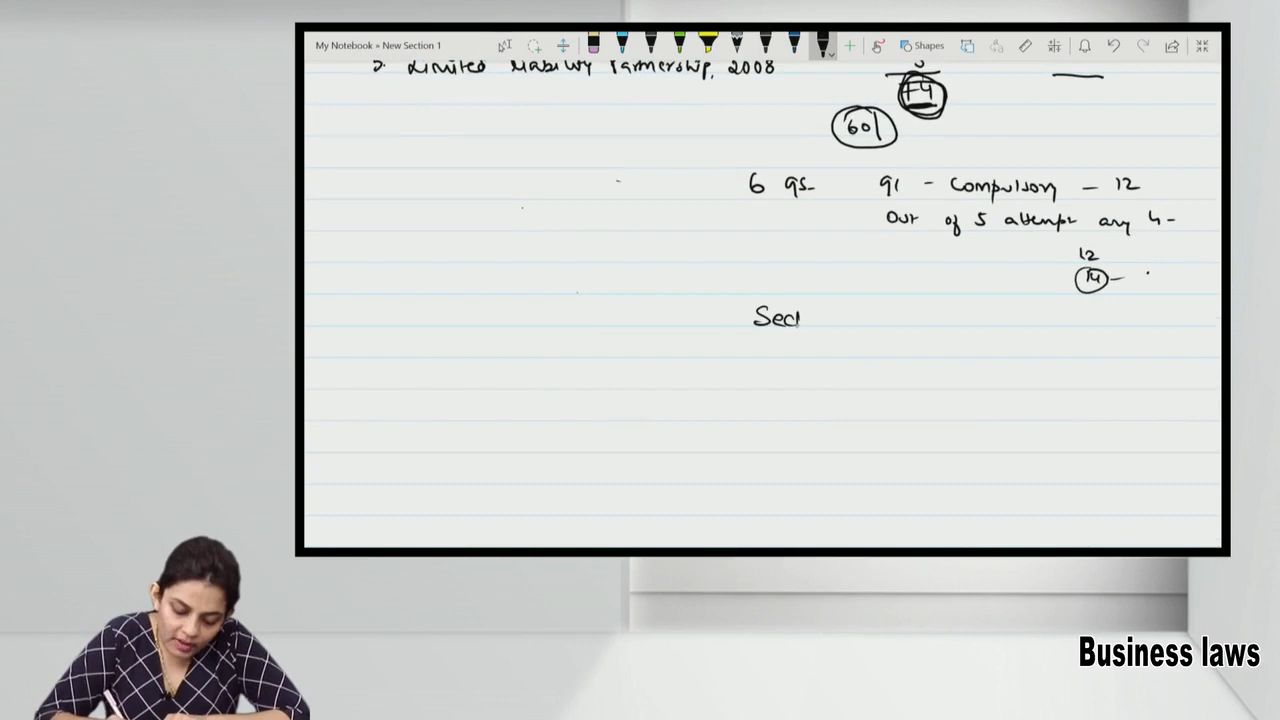 My Notebook » New Section 1
Shapes
Limited Liability Partnership, 2008
60/
6 qs- q1 - Compulsory - 12
Out of 5 attempt any 4 -
12
14 -
Sec
Business laws